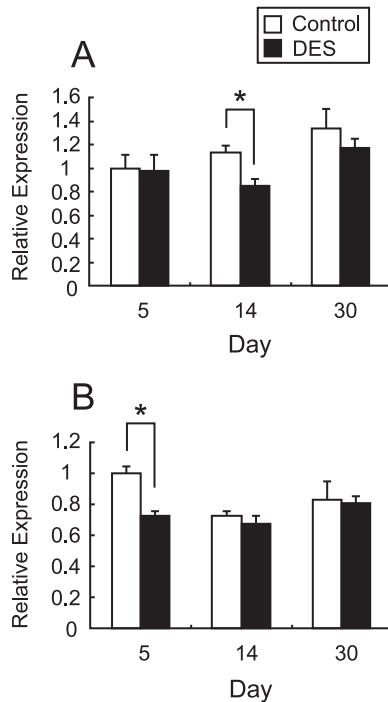 Control
DES
A
Relative Expression
1.6
1.4
1.2
1
0.8
0.6
0.4
0.2
0
*
5 14 30
Day
B
Relative Expression
1.2
1
0.8
0.6
0.4
0.2
0
*
5 14 30
Day